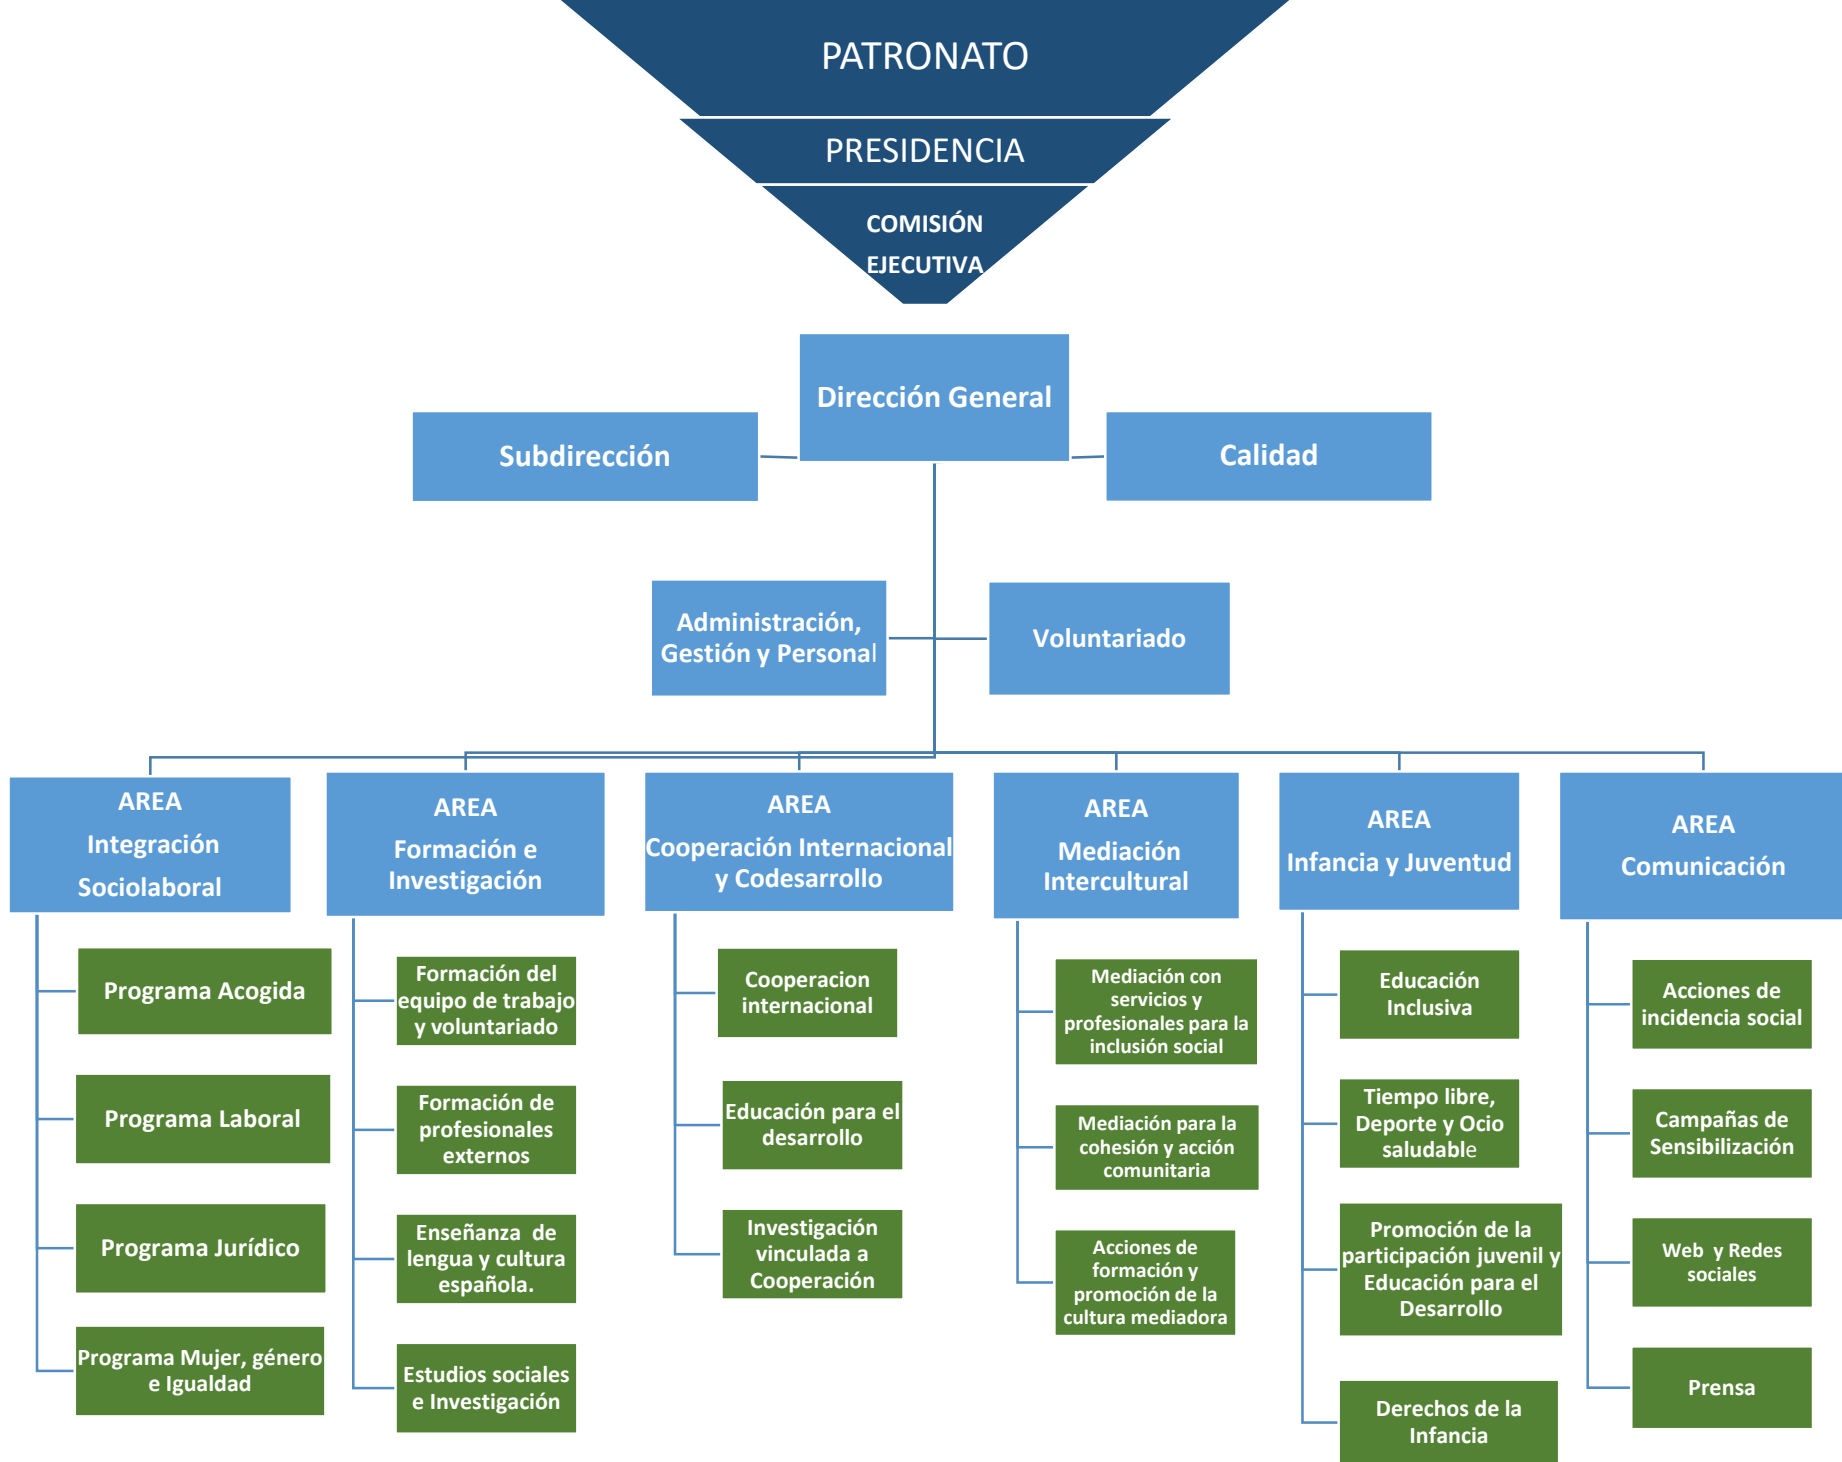 PATRONATO
PRESIDENCIA
COMISIÓN
EJECUTIVA
Dirección General
Subdirección
Calidad
Administración,
Gestión y Personal
Voluntariado
AREA
Integración
Sociolaboral
AREA
Formación e
Investigación
AREA
Cooperación Internacional
y Codesarrollo
AREA
Mediación
Intercultural
AREA
Infancia y Juventud
AREA
Comunicación
Programa Acogida
Programa Laboral
Programa Jurídico
Programa Mujer, género
e Igualdad
Formación del
equipo de trabajo
y voluntariado
Formación de
profesionales
externos
Enseñanza  de
lengua y cultura
española.
Estudios sociales
e Investigación
Cooperacion
internacional
Educación para el
desarrollo
Investigación
vinculada a
Cooperación
Mediación con
servicios y
profesionales para la
inclusión social
Mediación para la
cohesión y acción
comunitaria
Acciones de
formación y
promoción de la
cultura mediadora
Educación
Inclusiva
Tiempo libre,
Deporte y Ocio
saludable
Promoción de la
participación juvenil y
Educación para el
Desarrollo
Derechos de la
Infancia
Acciones de
incidencia social
Campañas de
Sensibilización
Web  y Redes
sociales
Prensa